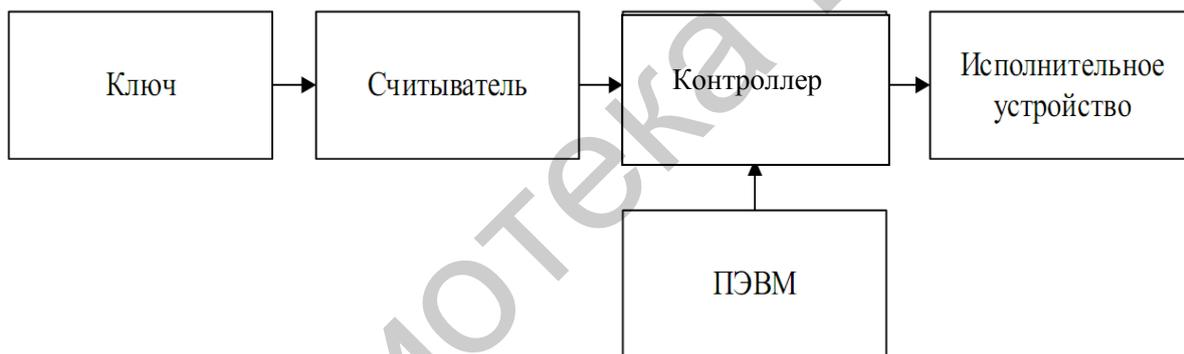 Ключ
Считыватель
Контроллер
Исполнительное
устройство
ПЭВМ